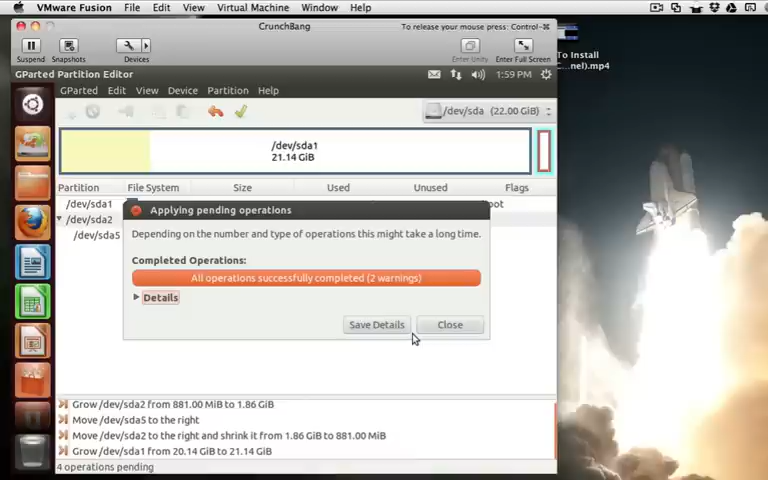 VMware Fusion File Edit View Virtual Machine Window Help
CrunchBang
To release your mouse press: Control-⌘
Suspend
Snapshots
Devices
Enter Unity
Enter Full Screen
To Install
C...nel).mp4
GParted Partition Editor
1:59 PM
GParted Edit View Device Partition Help
/dev/sda (22.00 GiB)
/dev/sda1
21.14 GiB
Partition File System Size Used Unused Flags
/dev/sda1
/dev/sda2
/dev/sda5
oot
Applying pending operations
Depending on the number and type of operations this might take a long time.
Completed Operations:
All operations successfully completed (2 warnings)
Details
Save Details
Close
Grow /dev/sda2 from 881.00 MiB to 1.86 GiB
Move /dev/sda5 to the right
Move /dev/sda2 to the right and shrink it from 1.86 GiB to 881.00 MiB
Grow /dev/sda1 from 20.14 GiB to 21.14 GiB
4 operations pending